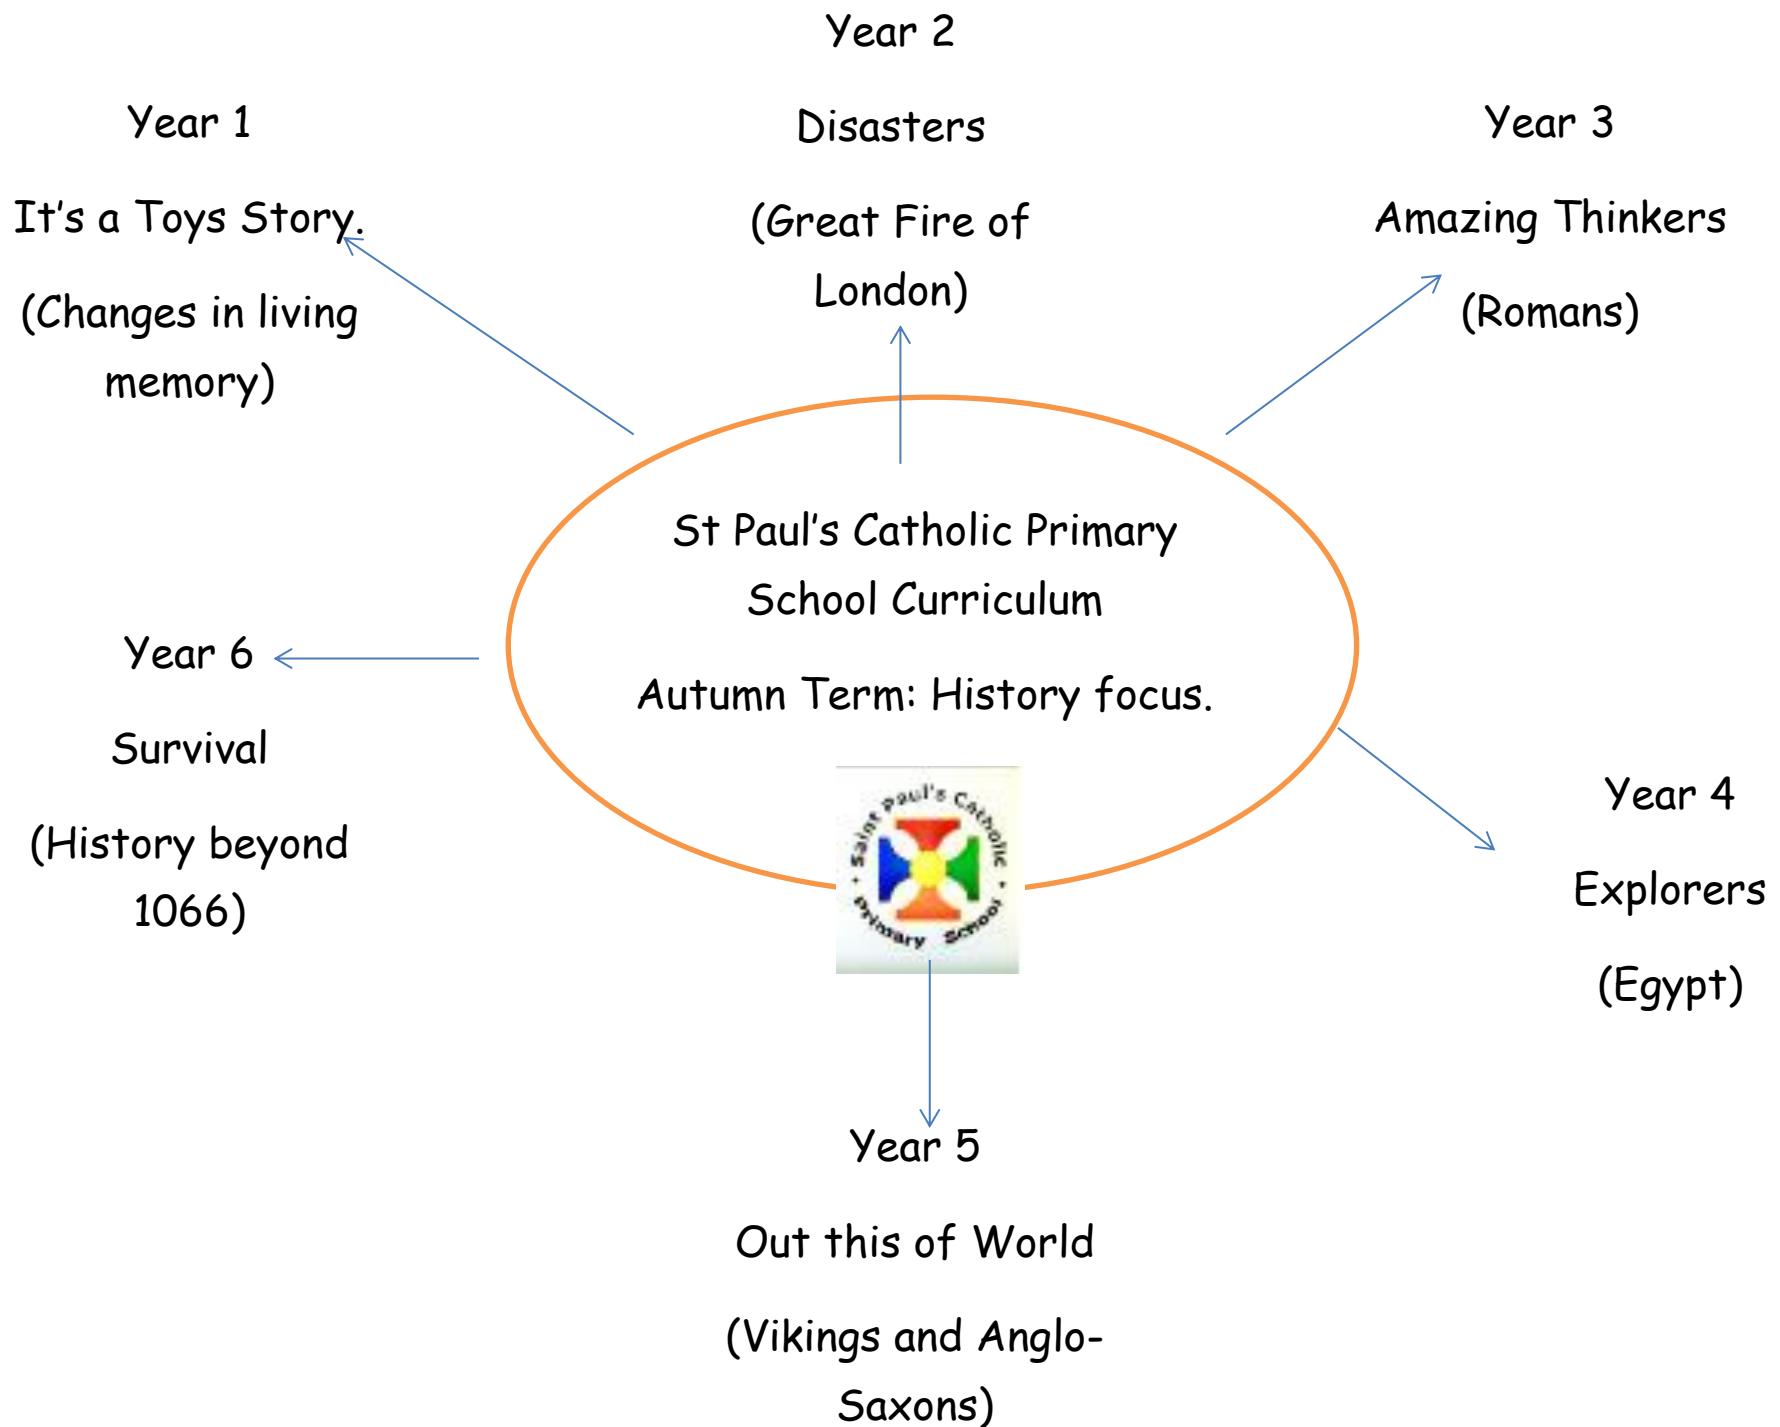 Year 2
Disasters
(Great Fire of
London)
Year 1
It's a Toys Story.
(Changes in living
memory)
Year 3
Amazing Thinkers
(Romans)
St Paul's Catholic Primary
School Curriculum
Autumn Term: History focus.
Saint Paul's Catholic
Primary School
Year 6
Survival
(History beyond
1066)
Year 4
Explorers
(Egypt)
Year 5
Out this of World
(Vikings and Anglo-
Saxons)